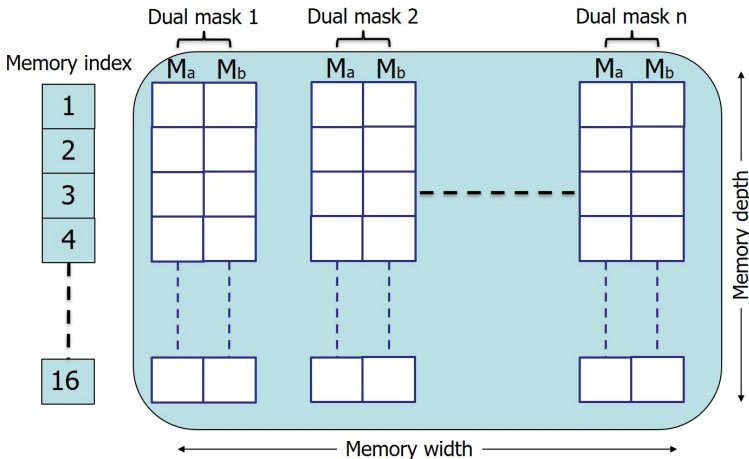 Dual mask 1 Dual mask 2 Dual mask n
Memory index
Ma Mb Ma Mb Ma Mb
1
2
3
4
16
Memory depth
Memory width